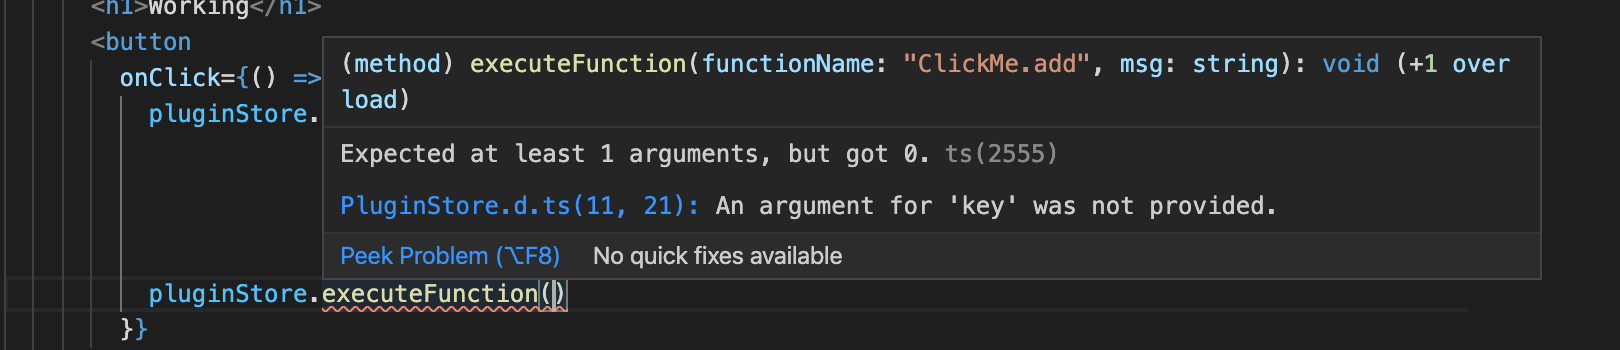 <h1>Working</h1>
<button
onClick={() =>
pluginStore.
(method) executeFunction(functionName: "ClickMe.add", msg: string): void (+1 over
load)
Expected at least 1 arguments, but got 0. ts(2555)
PluginStore.d.ts(11, 21): An argument for 'key' was not provided.
Peek Problem (⌥F8) No quick fixes available
pluginStore.executeFunction()
}}